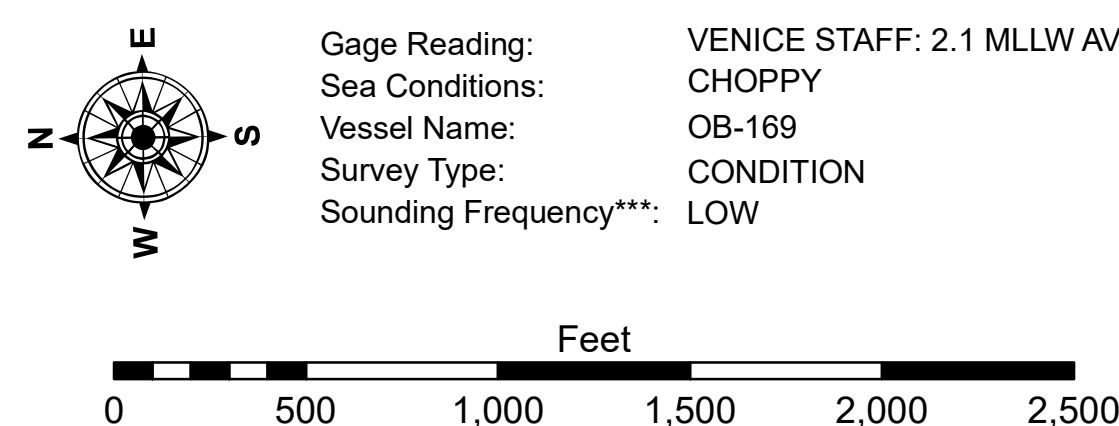 E
N
S
W
Gage Reading: VENICE STAFF: 2.1 MLLW AV
Sea Conditions: CHOPPY
Vessel Name: OB-169
Survey Type: CONDITION
Sounding Frequency***: LOW
Feet
0 500 1,000 1,500 2,000 2,500